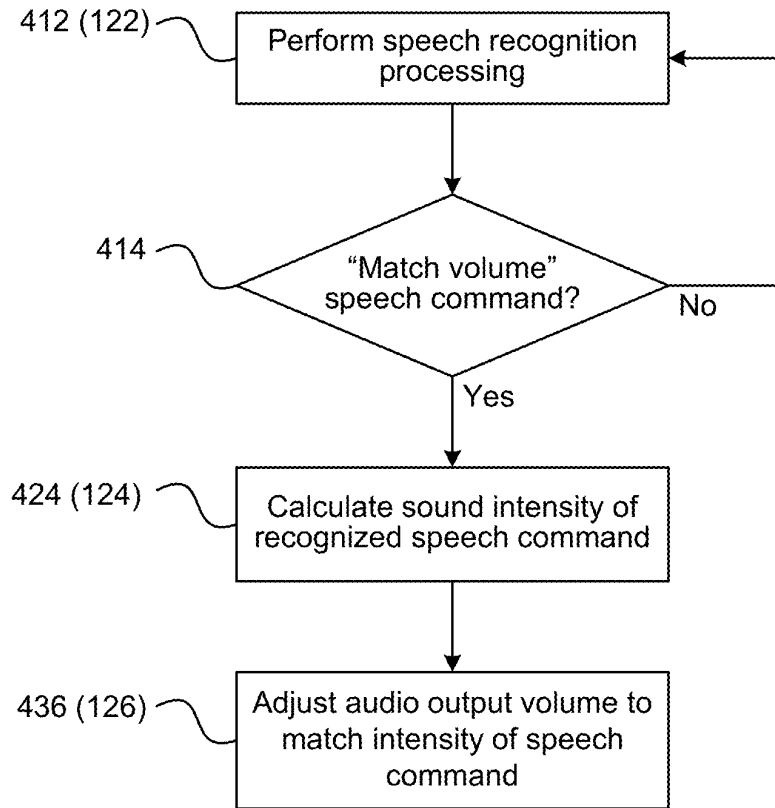 412 (122)
Perform speech recognition
processing
414
“Match volume”
speech command?
No
Yes
424 (124)
Calculate sound intensity of
recognized speech command
436 (126)
Adjust audio output volume to
match intensity of speech
command